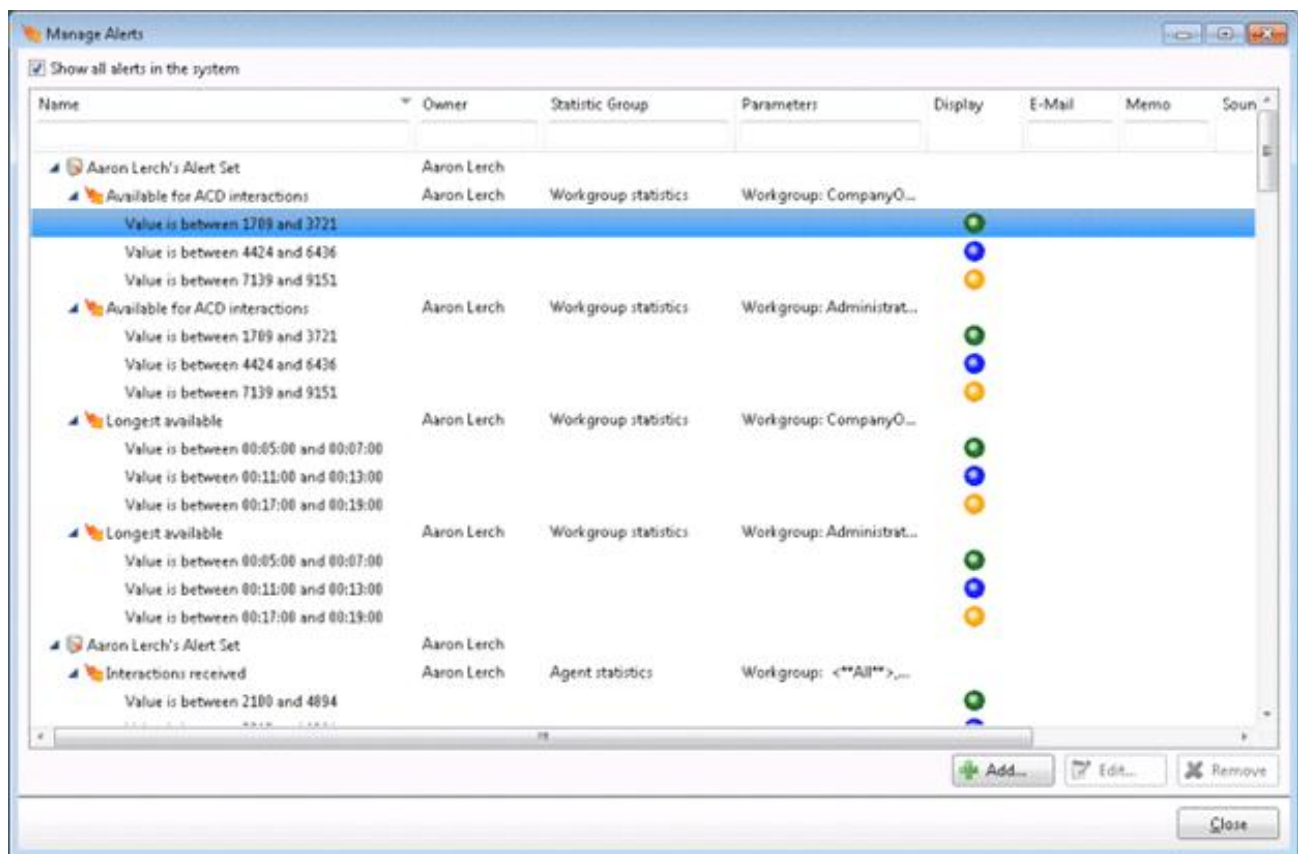 Manage Alerts
Show all alerts in the system
Name Owner Statistic Group Parameters Display E-Mail Memo Soun
Aaron Lerch's Alert Set Aaron Lerch
Available for ACD interactions Aaron Lerch Workgroup statistics Workgroup: CompanyO...
Value is between 1709 and 3721
Value is between 4424 and 6436
Value is between 7139 and 9151
Available for ACD interactions Aaron Lerch Workgroup statistics Workgroup: Administrat...
Value is between 1709 and 3721
Value is between 4424 and 6436
Value is between 7139 and 9151
Longest available Aaron Lerch Workgroup statistics Workgroup: CompanyO...
Value is between 00:05:00 and 00:07:00
Value is between 00:11:00 and 00:13:00
Value is between 00:17:00 and 00:19:00
Longest available Aaron Lerch Workgroup statistics Workgroup: Administrat...
Value is between 00:05:00 and 00:07:00
Value is between 00:11:00 and 00:13:00
Value is between 00:17:00 and 00:19:00
Aaron Lerch's Alert Set Aaron Lerch
Interactions received Aaron Lerch Agent statistics Workgroup: <**All**>,...
Value is between 2100 and 4894
Add... Edit... Remove
Close